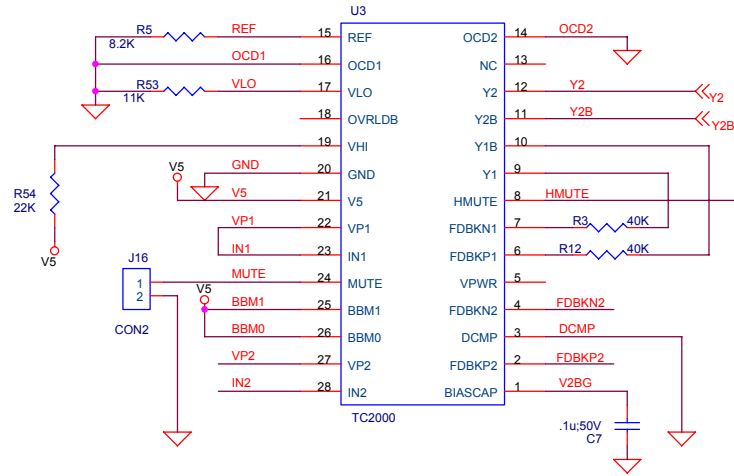 U3
R5 REF 15 REF OCD2 14 OCD2
8.2K
OCD1 16 OCD1 NC 13
R53 VLO 17 VLO Y2 12 Y2 Y2
11K
18 OVRLDB Y2B 11 Y2B Y2B
19 VHI Y1B 10
GND 20 GND Y1 9
V5
R54
22K
V5 21 V5 HMUTE 8 HMUTE
VP1 22 VP1 FDBKN1 7 R3 40K
IN1 23 IN1 FDBKP1 6 R12 40K
V5
J16
MUTE 24 MUTE VPWR 5
1
2
V5
BBM1 25 BBM1 FDBKN2 4 FDBKN2
CON2
BBM0 26 BBM0 DCMP 3 DCMP
VP2 27 VP2 FDBKP2 2 FDBKP2
IN2 28 IN2 BIASCAP 1 V2BG
TC2000
.1u;50V
C7